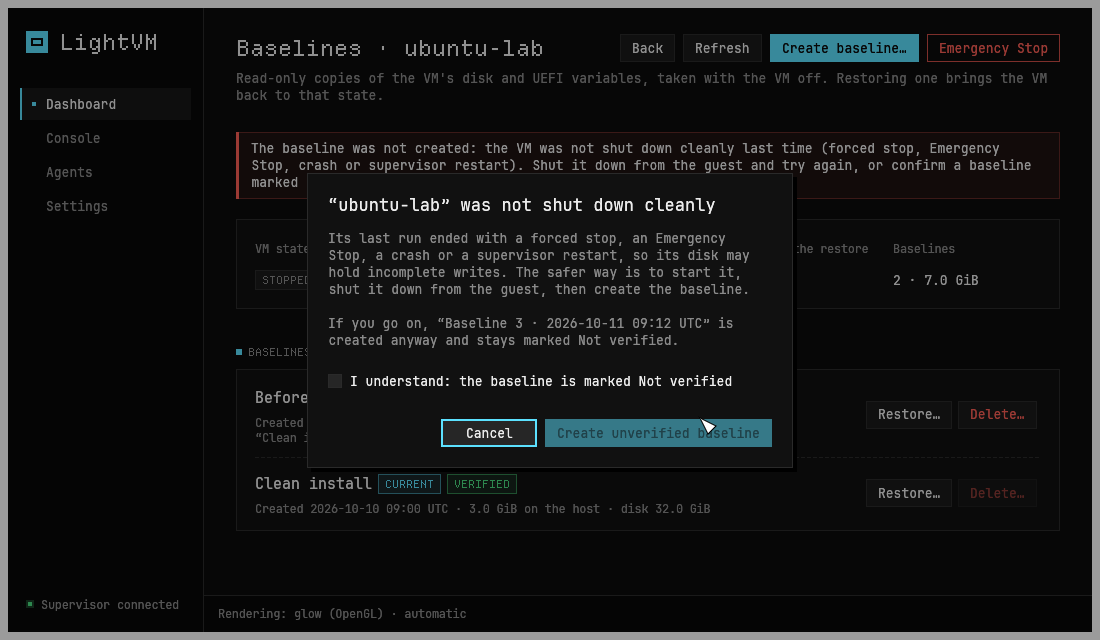 LightVM
Dashboard
Console
Agents
Settings
Supervisor connected
Baselines · ubuntu-lab
Back
Refresh
Create baseline…
Emergency Stop
Read-only copies of the VM's disk and UEFI variables, taken with the VM off. Restoring one brings the VM
back to that state.
The baseline was not created: the VM was not shut down cleanly last time (forced stop, Emergency
Stop, crash or supervisor restart). Shut it down from the guest and try again, or confirm a baseline
marked
VM state
the restore
Baselines
STOPPED
2 · 7.0 GiB
BASELINES
“ubuntu-lab” was not shut down cleanly
Its last run ended with a forced stop, an Emergency
Stop, a crash or a supervisor restart, so its disk may
hold incomplete writes. The safer way is to start it,
shut it down from the guest, then create the baseline.
If you go on, “Baseline 3 · 2026-10-11 09:12 UTC” is
created anyway and stays marked Not verified.
I understand: the baseline is marked Not verified
Cancel
Create unverified baseline
Before
Created
“Clean i
Restore…
Delete…
Clean install
CURRENT
VERIFIED
Created 2026-10-10 09:00 UTC · 3.0 GiB on the host · disk 32.0 GiB
Restore…
Delete…
Rendering: glow (OpenGL) · automatic